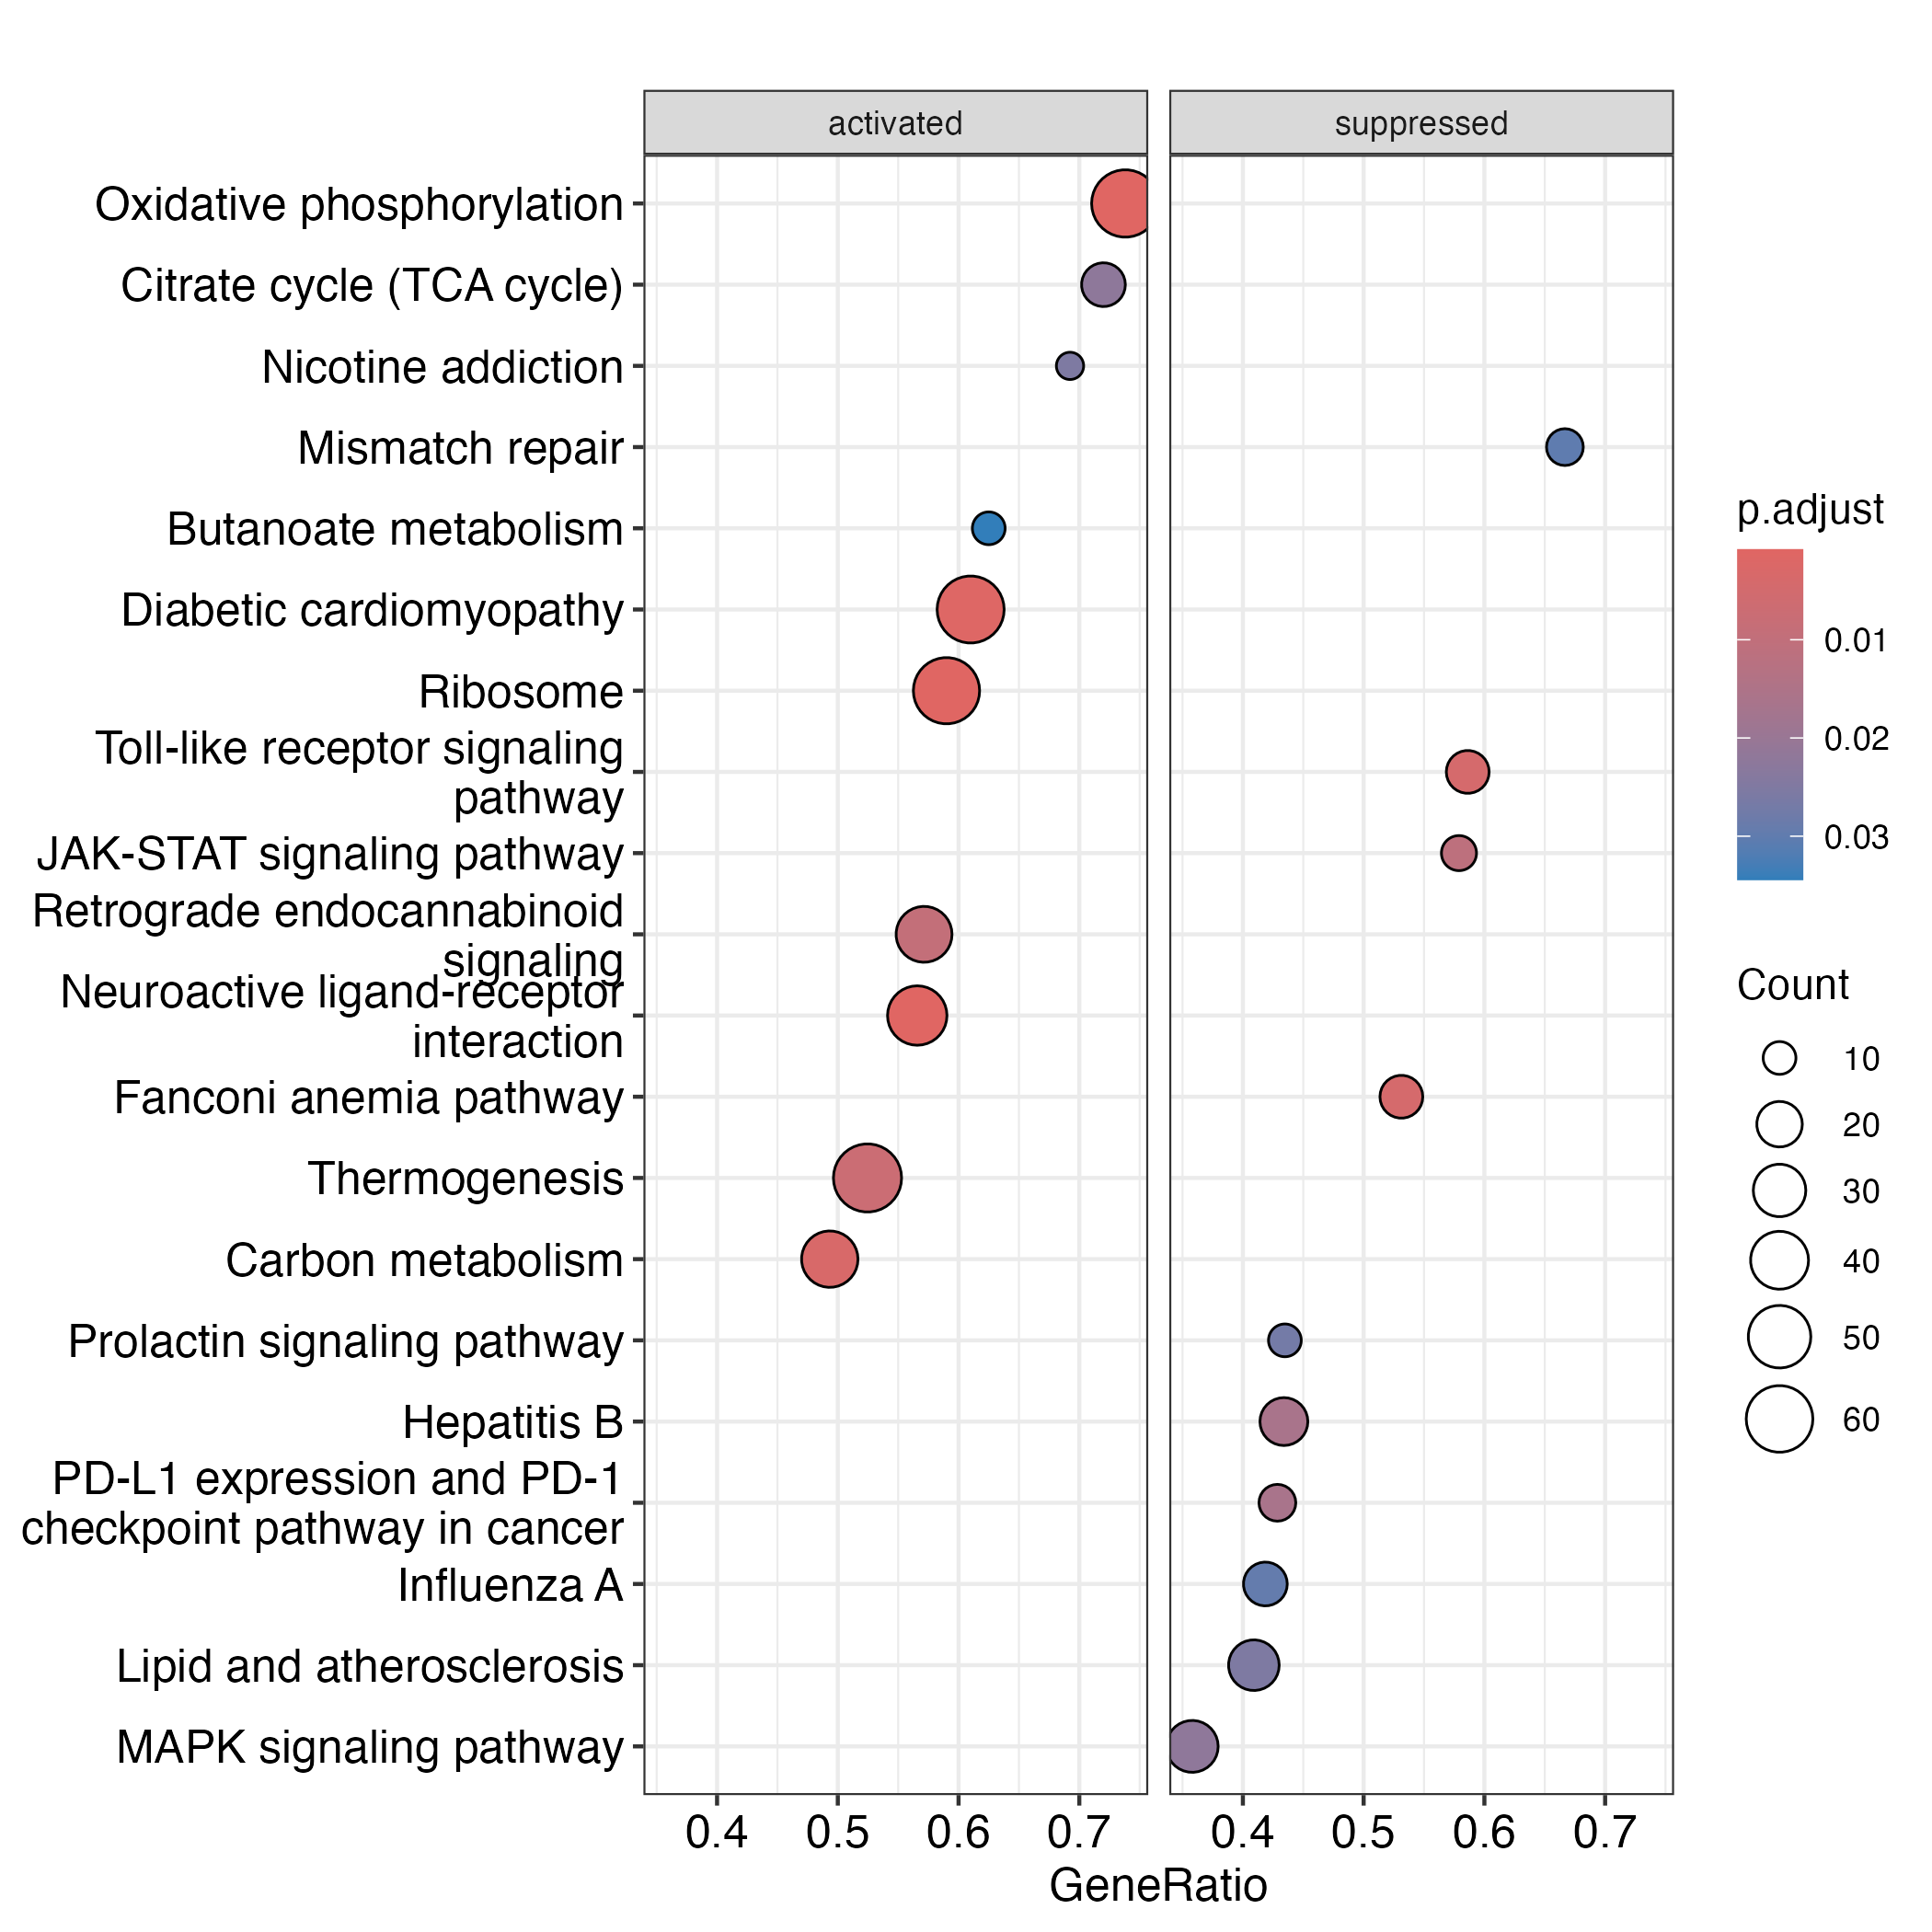 activated
suppressed
Oxidative phosphorylation
Citrate cycle (TCA cycle)
Nicotine addiction
Mismatch repair
Butanoate metabolism
Diabetic cardiomyopathy
Ribosome
Toll-like receptor signaling
pathway
JAK-STAT signaling pathway
Retrograde endocannabinoid
signaling
Neuroactive ligand-receptor
interaction
Fanconi anemia pathway
Thermogenesis
Carbon metabolism
Prolactin signaling pathway
Hepatitis B
PD-L1 expression and PD-1
checkpoint pathway in cancer
Influenza A
Lipid and atherosclerosis
MAPK signaling pathway
0.4 0.5 0.6 0.7
0.4 0.5 0.6 0.7
GeneRatio
p.adjust
0.01
0.02
0.03
Count
10
20
30
40
50
60